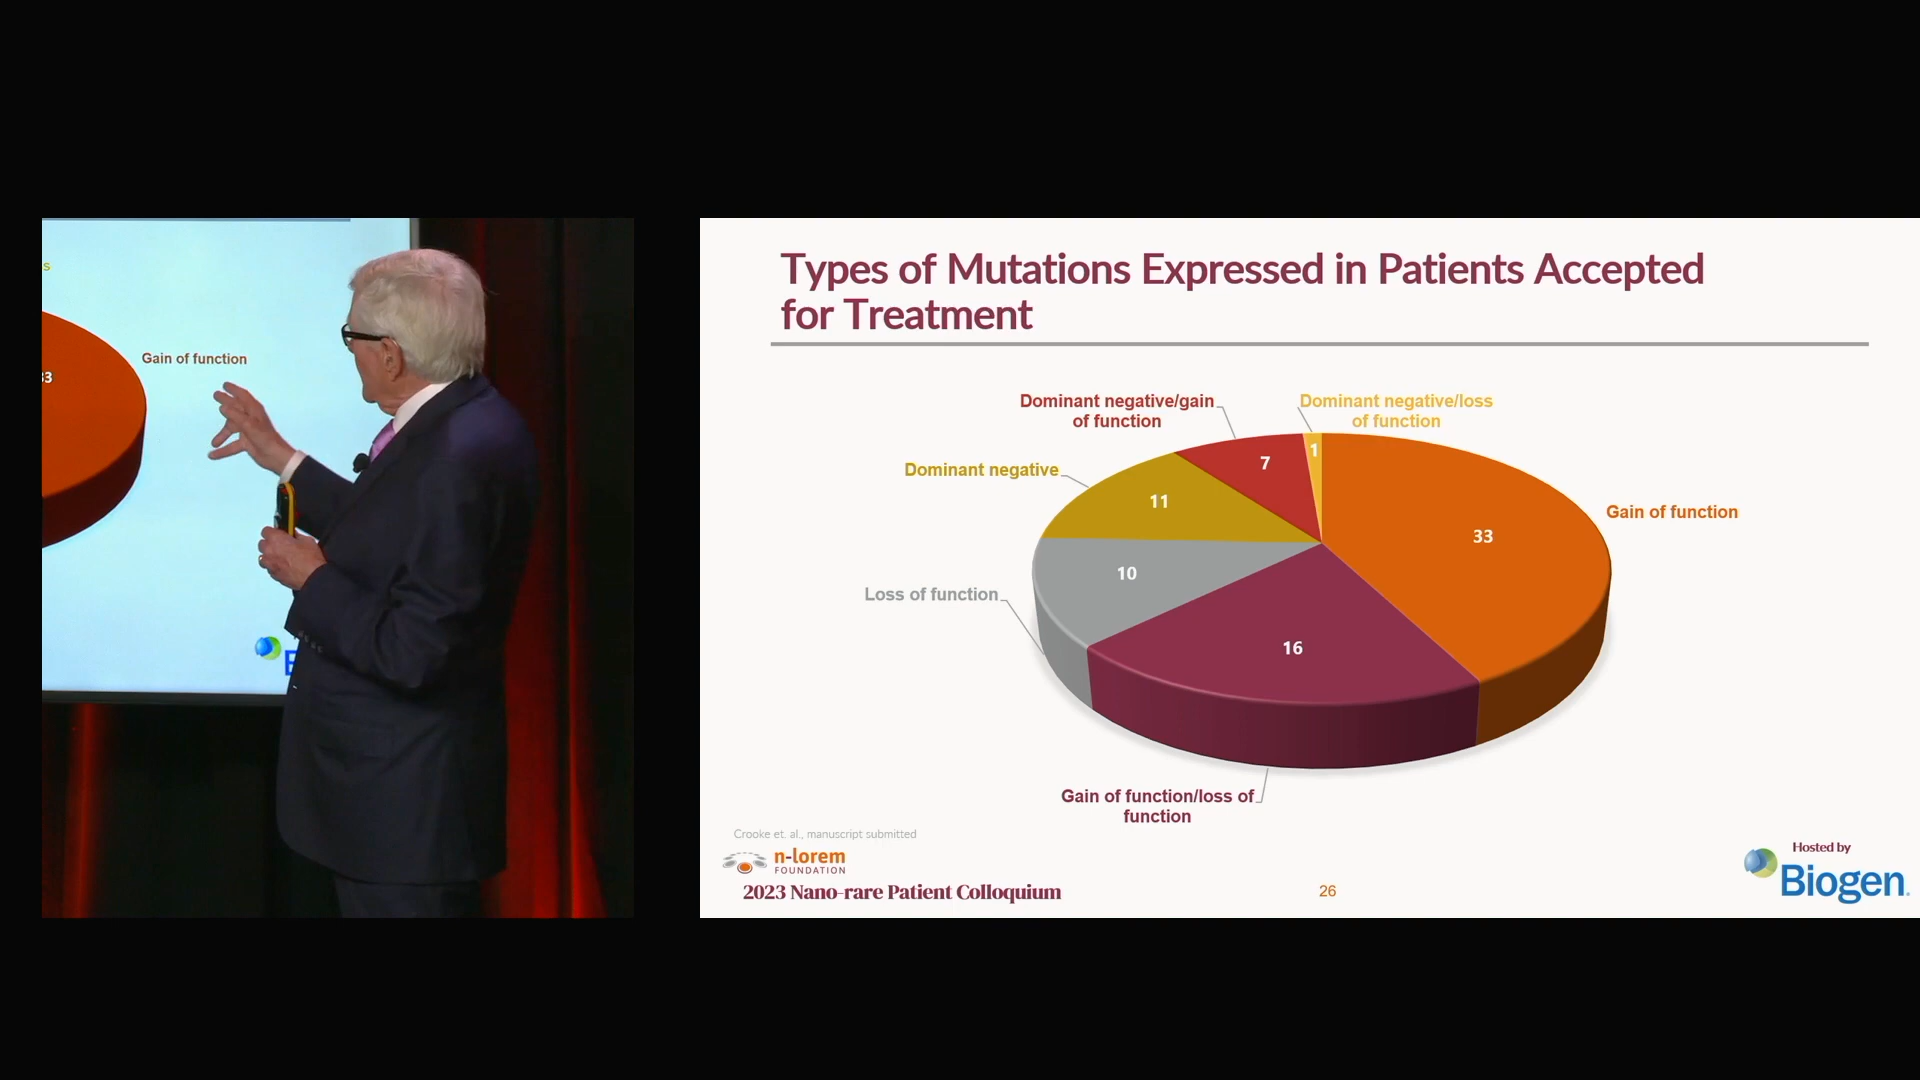 s
33
Gain of function
Types of Mutations Expressed in Patients Accepted
for Treatment
Dominant negative/gain
of function
Dominant negative/loss
of function
Dominant negative
Gain of function
Loss of function
Gain of function/loss of
function
1
7
11
33
10
16
Crooke et. al., manuscript submitted
n-lorem
FOUNDATION
2023 Nano-rare Patient Colloquium
26
Hosted by
Biogen.